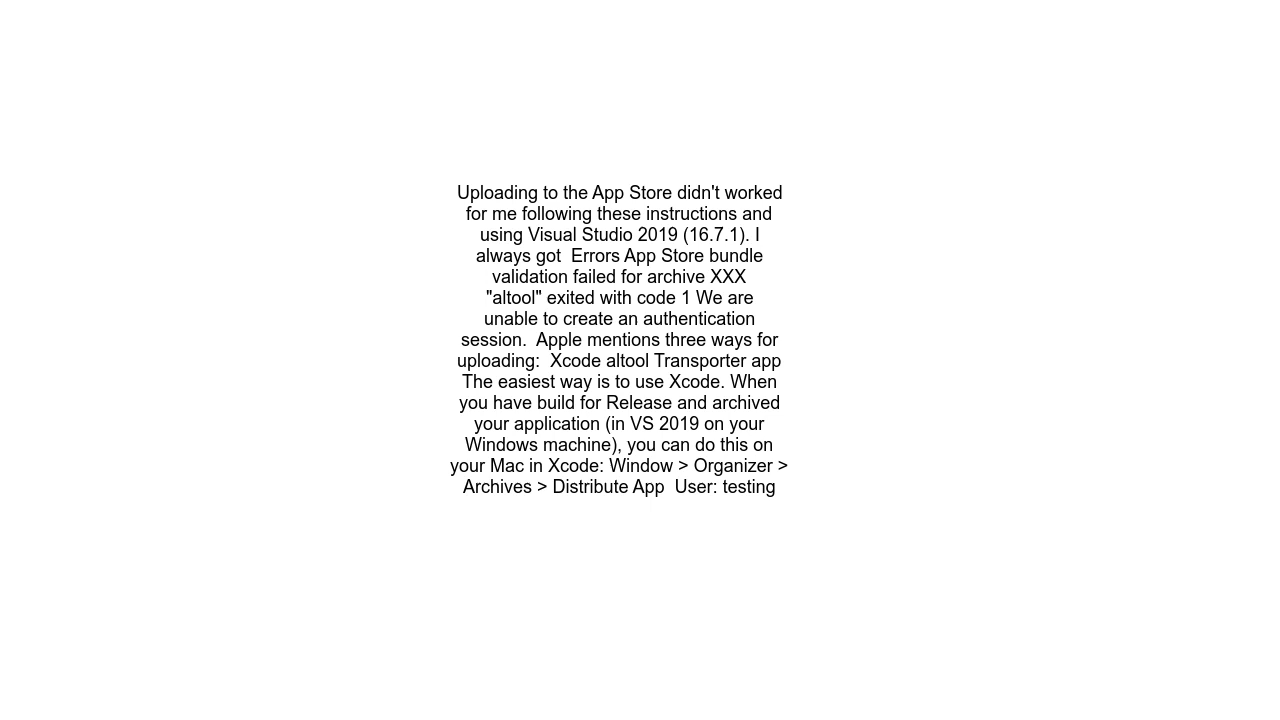 Uploading to the App Store didn't worked
for me following these instructions and
using Visual Studio 2019 (16.7.1). I
always got  Errors App Store bundle
validation failed for archive XXX
"altool" exited with code 1 We are
unable to create an authentication
session.  Apple mentions three ways for
uploading:  Xcode altool Transporter app
The easiest way is to use Xcode. When
you have build for Release and archived
your application (in VS 2019 on your
Windows machine), you can do this on
your Mac in Xcode: Window > Organizer >
Archives > Distribute App  User: testing